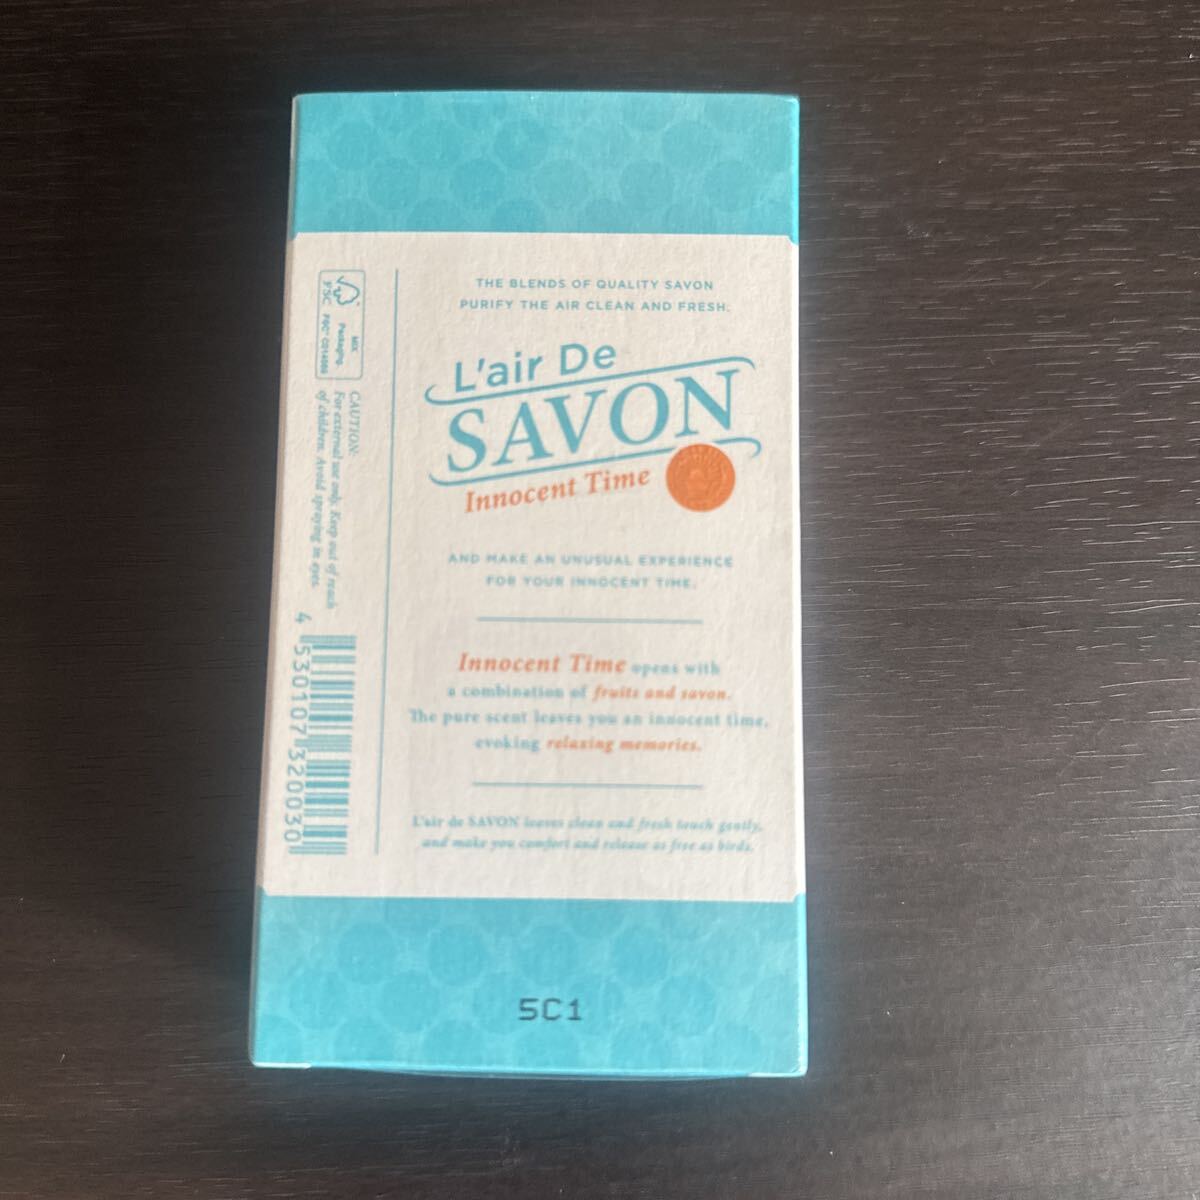 THE BLENDS OF QUALITY SAVON
PURIFY THE AIR CLEAN AND FRESH.
L'air De
SAVON
Innocent Time
AND MAKE AN UNUSUAL EXPERIENCE
FOR YOUR INNOCENT TIME.
Innocent Time opens with
a combination of fruits and savon.
The pure scent leaves you an innocent time,
evoking relaxing memories.
L'air de SAVON leaves clean and fresh touch gently,
and make you comfort and release as free as birds.
5C1
FSC
MIX
Packaging
CAUTION:
For external use only. Keep out of reach
of children. Avoid spraying in eyes.
4 530107 320030